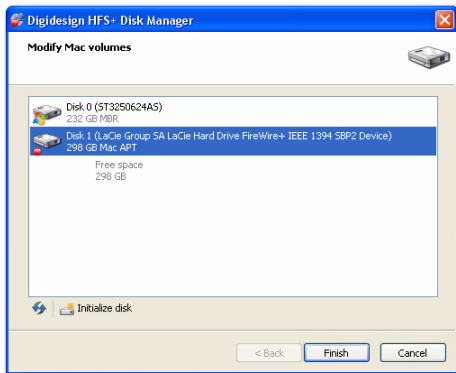 Digidesign HFS+ Disk Manager
Modify Mac volumes
Disk 0 (ST3250624AS)
232 GB MBR
Disk 1 (LaCie Group SA LaCie Hard Drive FireWire+ IEEE 1394 SBP2 Device)
298 GB Mac APT
Free space
298 GB
Initialize disk
< Back Finish Cancel